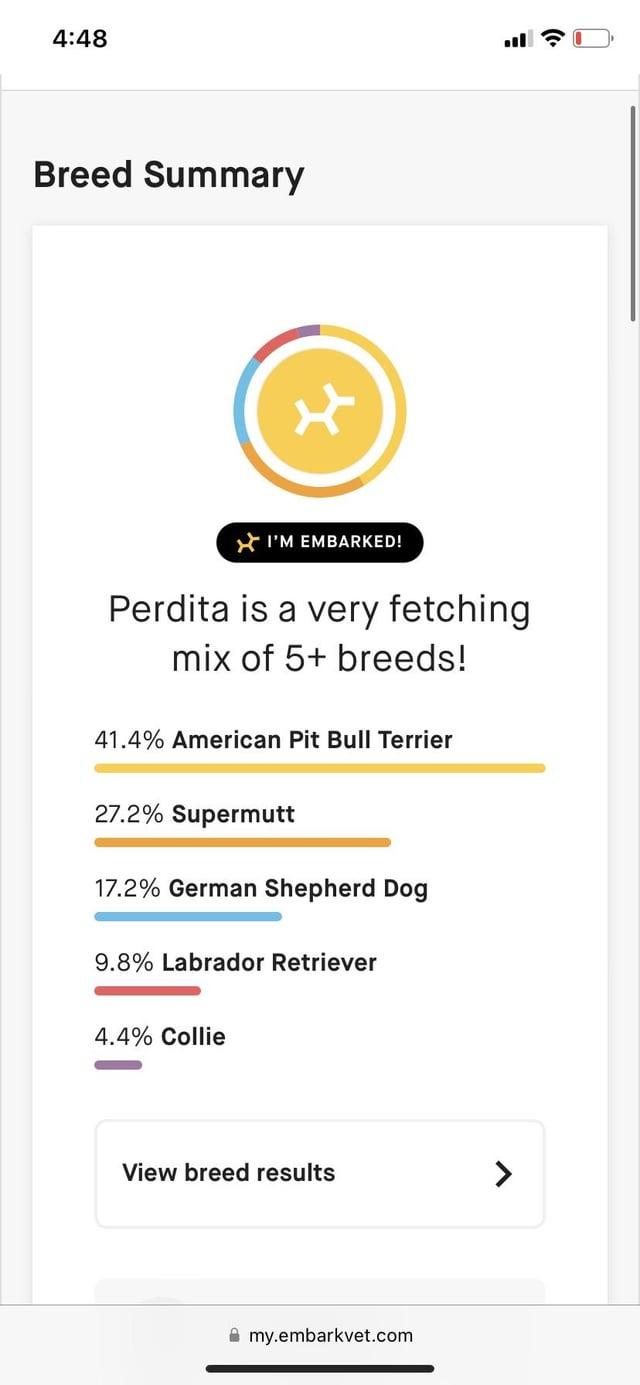 4:48
Breed Summary
I'M EMBARKED!
Perdita is a very fetching
mix of 5+ breeds!
41.4% American Pit Bull Terrier
27.2% Supermutt
17.2% German Shepherd Dog
9.8% Labrador Retriever
4.4% Collie
View breed results
my.embarkvet.com